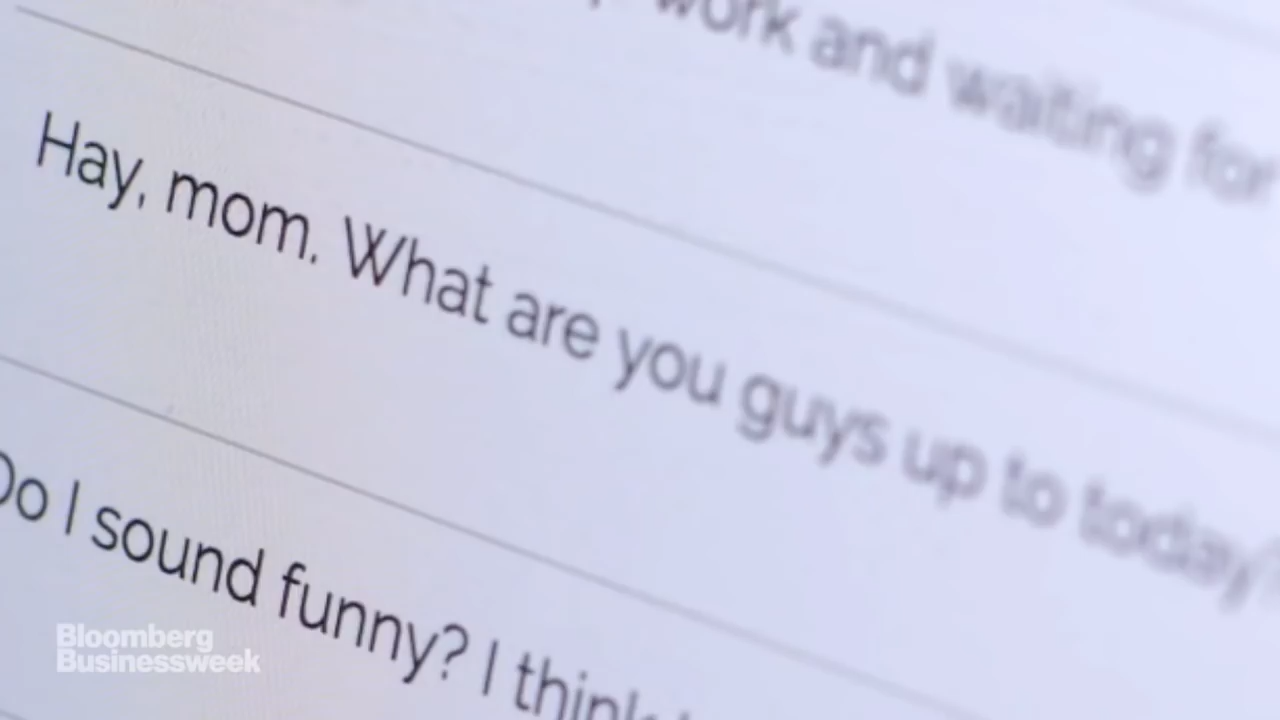 work and waiting for
Hay, mom. What are you guys up to today?
Do I sound funny? I think
Bloomberg
Businessweek